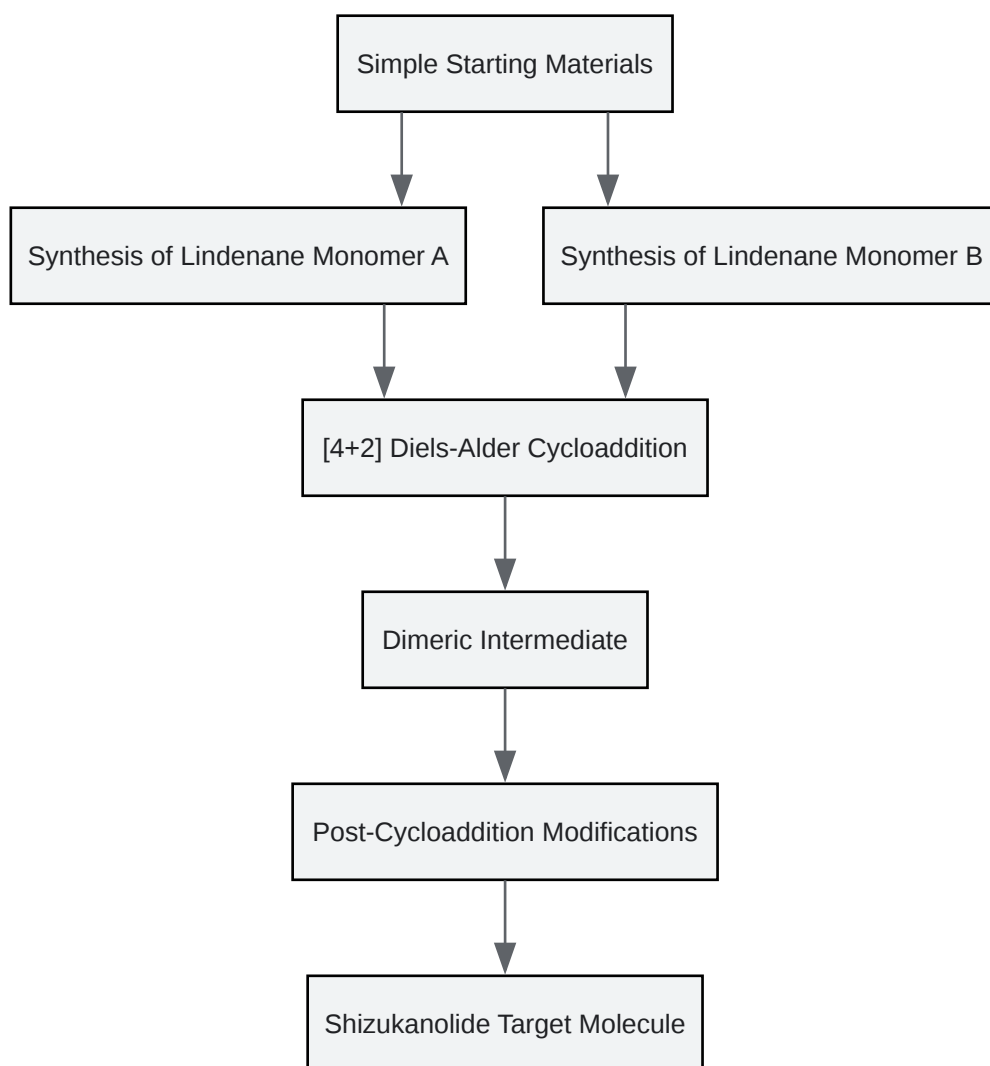 Simple Starting Materials
Synthesis of Lindenane Monomer A
Synthesis of Lindenane Monomer B
[4+2] Diels-Alder Cycloaddition
Dimeric Intermediate
Post-Cycloaddition Modifications
Shizukanolide Target Molecule